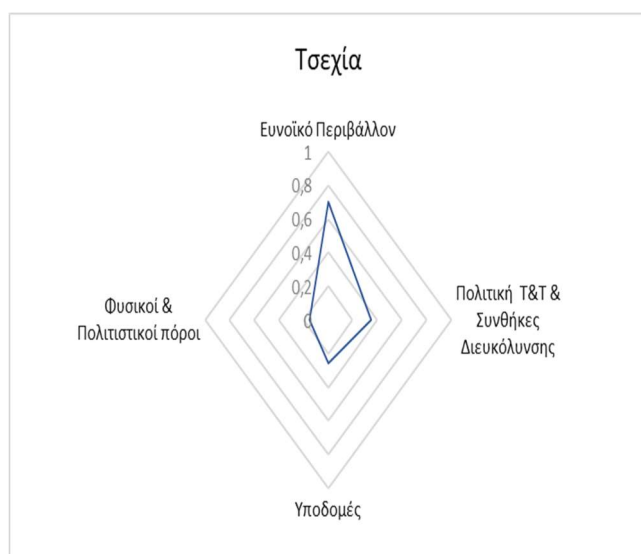 Τσεχία
Ευνοϊκό Περιβάλλον
1
0,8
0,6
0,4
0,2
0
Πολιτική Τ&Τ &
Συνθήκες
Διευκόλυνσης
Φυσικοί &
Πολιτιστικοί πόροι
Υποδομές